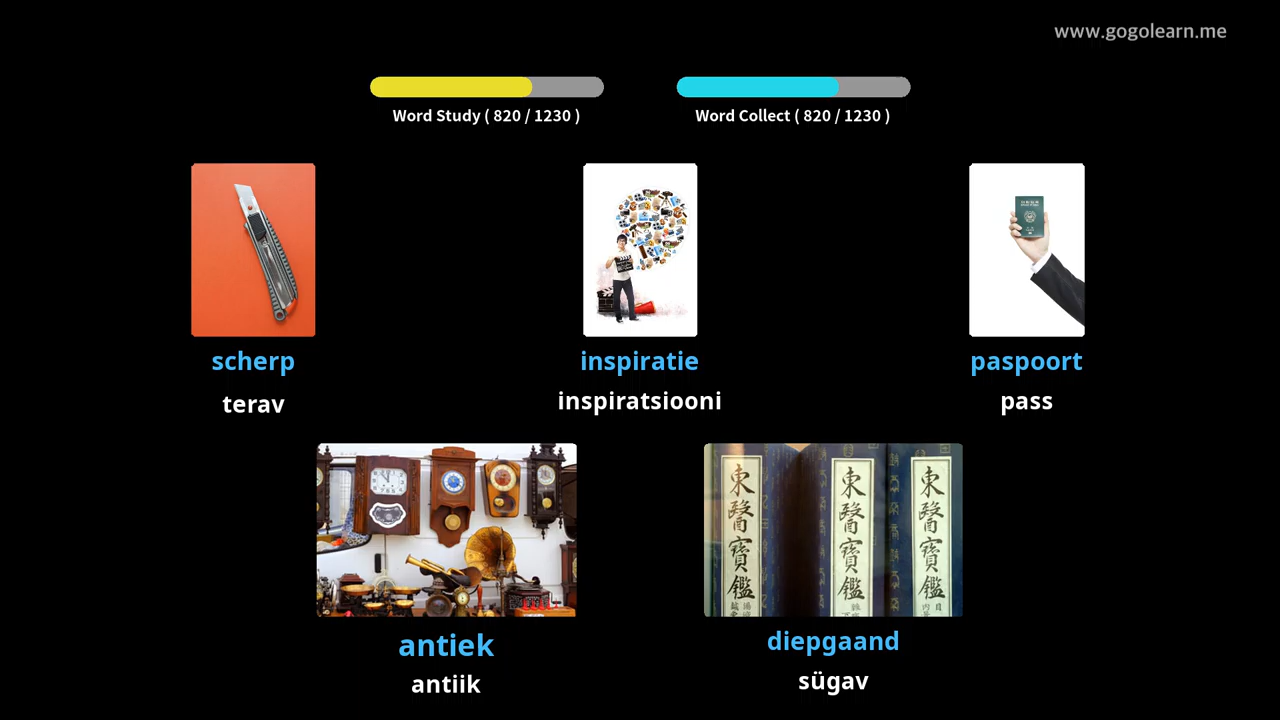 www.gogolearn.me
Word Study ( 820 / 1230 )
Word Collect ( 820 / 1230 )
scherp
terav
inspiratie
inspiratsiooni
paspoort
pass
東醫寶鑑
東醫寶鑑
東醫寶鑑
antiek
antiik
diepgaand
sügav